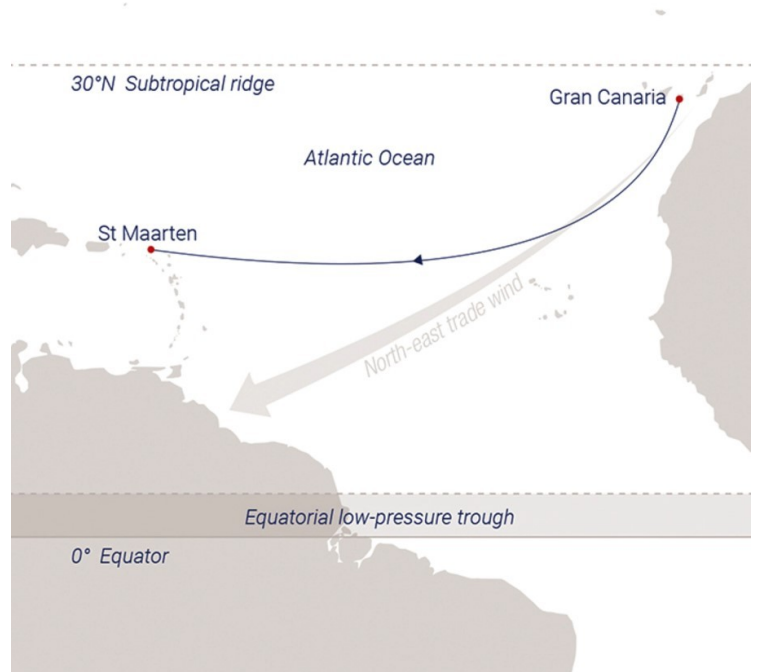 30°N Subtropical ridge
Gran Canaria
Atlantic Ocean
St Maarten
North-east trade wind
Equatorial low-pressure trough
0° Equator